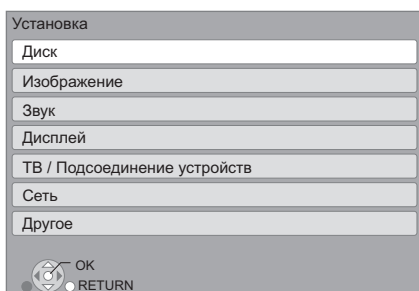 Установка
Диск
Изображение
Звук
Дисплей
ТВ / Подсоединение устройств
Сеть
Другое
OK
RETURN